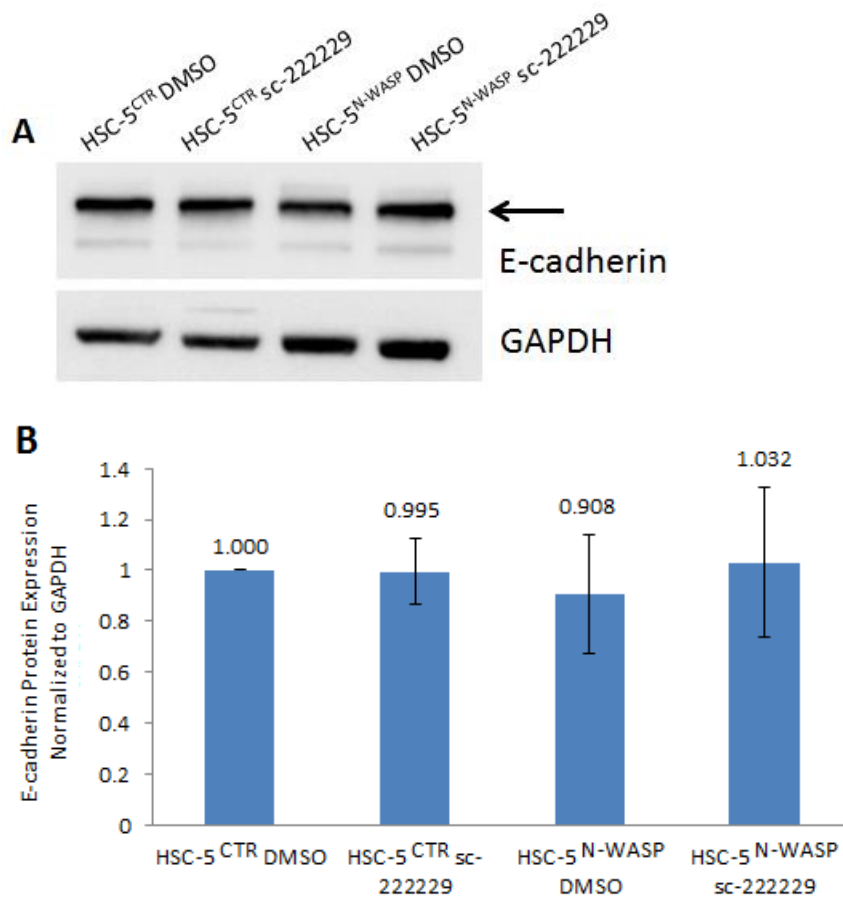 HSC-5CTR DMSO
HSC-5CTR sc-222229
HSC-5N-WASP DMSO
HSC-5N-WASP sc-222229
A
E-cadherin
GAPDH
B
E-cadherin Protein Expression
Normalized to GAPDH
1.4
1.2
1
0.8
0.6
0.4
0.2
0
1.000
0.995
0.908
1.032
HSC-5 CTR DMSO
HSC-5 CTR sc-
222229
HSC-5 N-WASP
DMSO
HSC-5 N-WASP
sc-222229